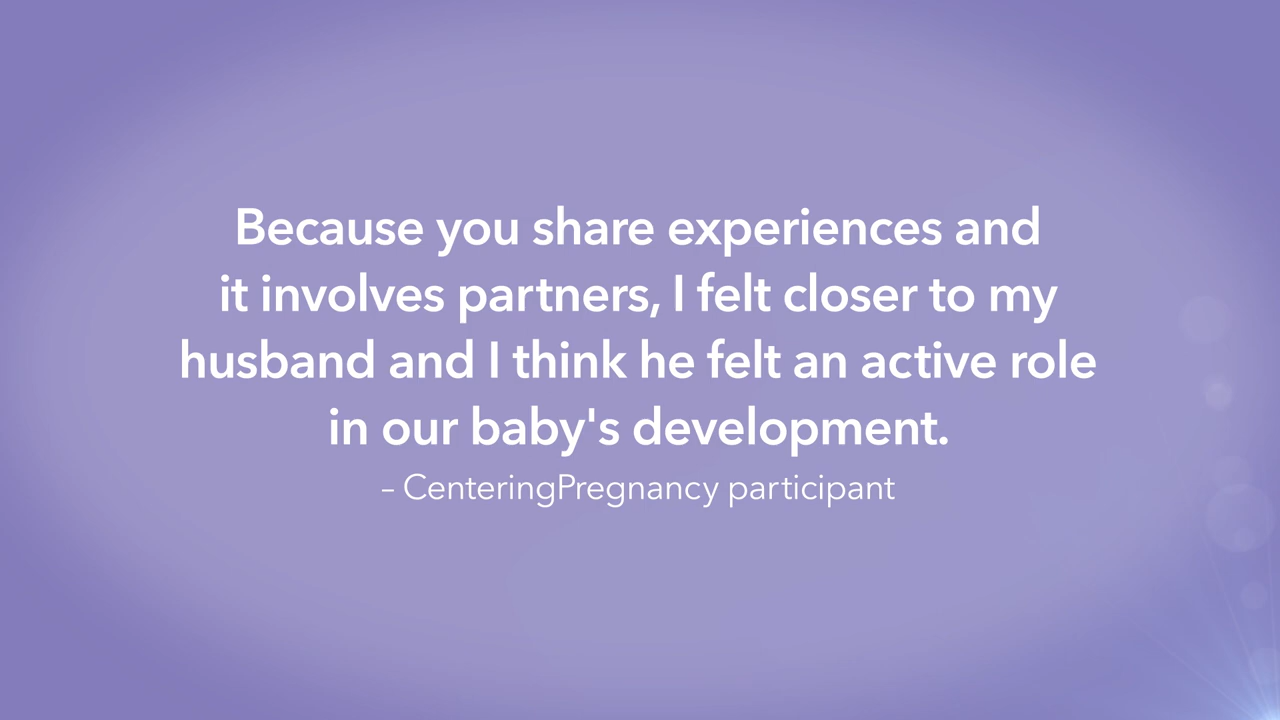 Because you share experiences and
it involves partners, I felt closer to my
husband and I think he felt an active role
in our baby's development.
– CenteringPregnancy participant